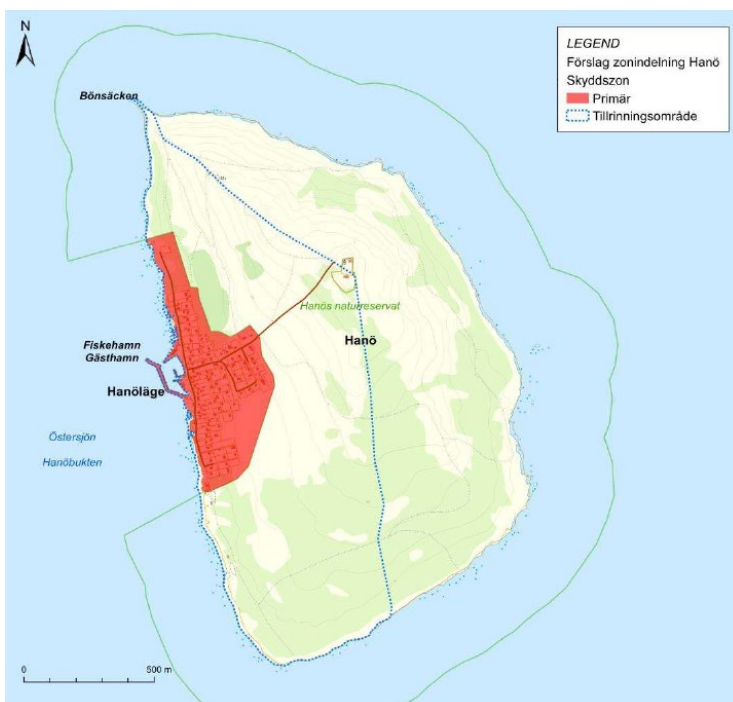 N
LEGEND
Förslag zonindelning Hanö
Skyddszon
Primär
Tillrinningsområde
Bönsäcken
Hanös naturreservat
Hanö
Fiskehamn
Gästhamn
Hanöläge
Östersjön
Hanöbukten
0 500 m